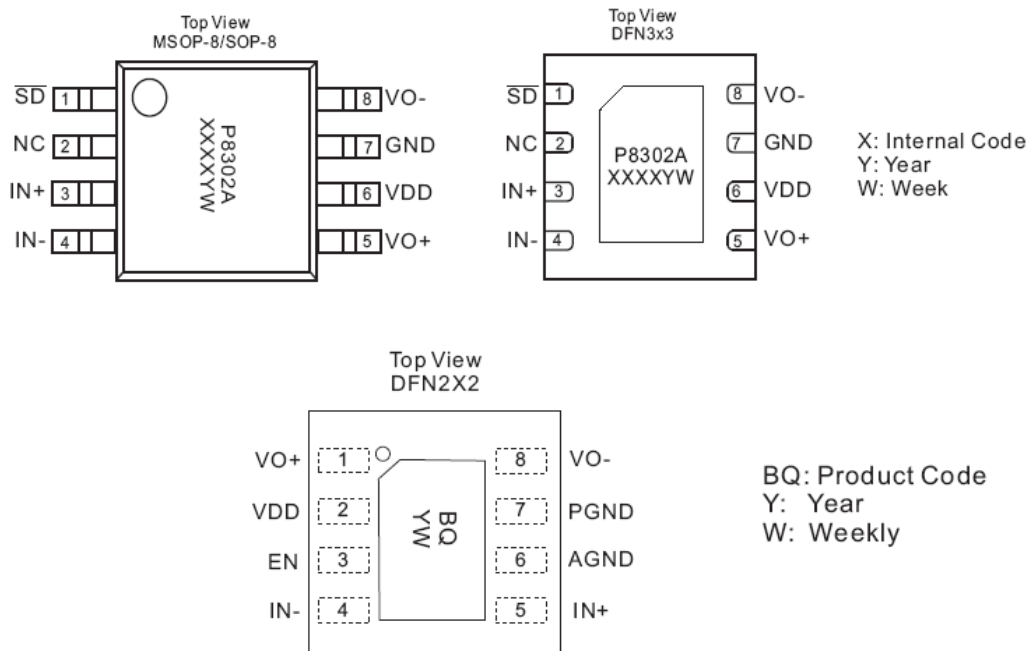 Top View
MSOP-8/SOP-8
SD 1
NC 2
IN+ 3
IN- 4
P8302A
XXXXYW
8 VO-
7 GND
6 VDD
5 VO+
Top View
DFN3x3
SD 1
NC 2
IN+ 3
IN- 4
P8302A
XXXXYW
8 VO-
7 GND
6 VDD
5 VO+
X: Internal Code
Y: Year
W: Week
Top View
DFN2X2
VO+ 1
VDD 2
EN 3
IN- 4
BQ
YW
8 VO-
7 PGND
6 AGND
5 IN+
BQ: Product Code
Y: Year
W: Weekly